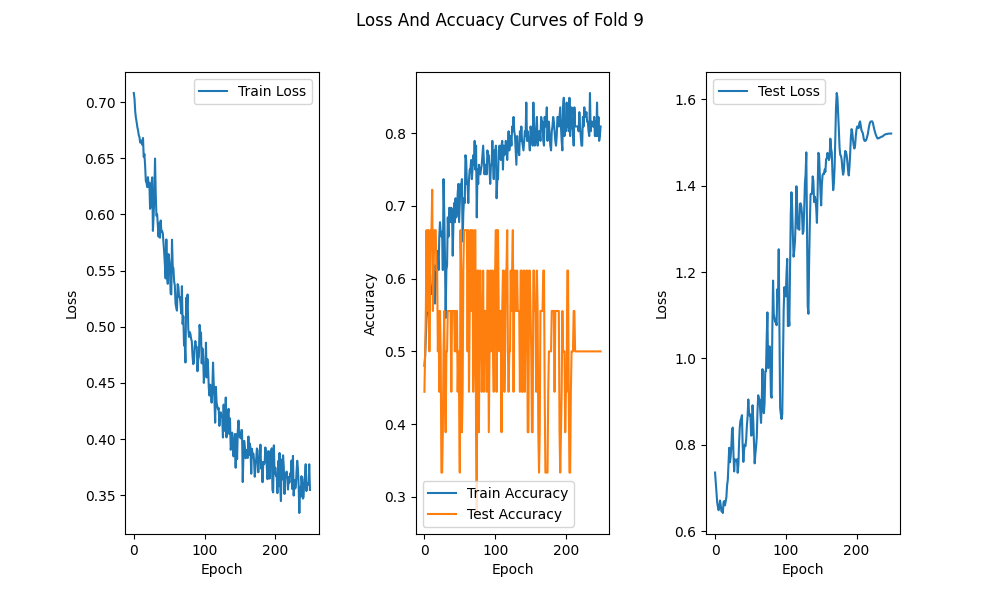 Loss And Accuacy Curves of Fold 9
Train Loss
0.70
0.65
0.60
0.55
0.50
0.45
0.40
0.35
Loss
0 100 200
Epoch
0.8
0.7
0.6
0.5
0.4
0.3
Accuracy
Train Accuracy
Test Accuracy
0 100 200
Epoch
Test Loss
1.6
1.4
1.2
1.0
0.8
0.6
Loss
0 100 200
Epoch